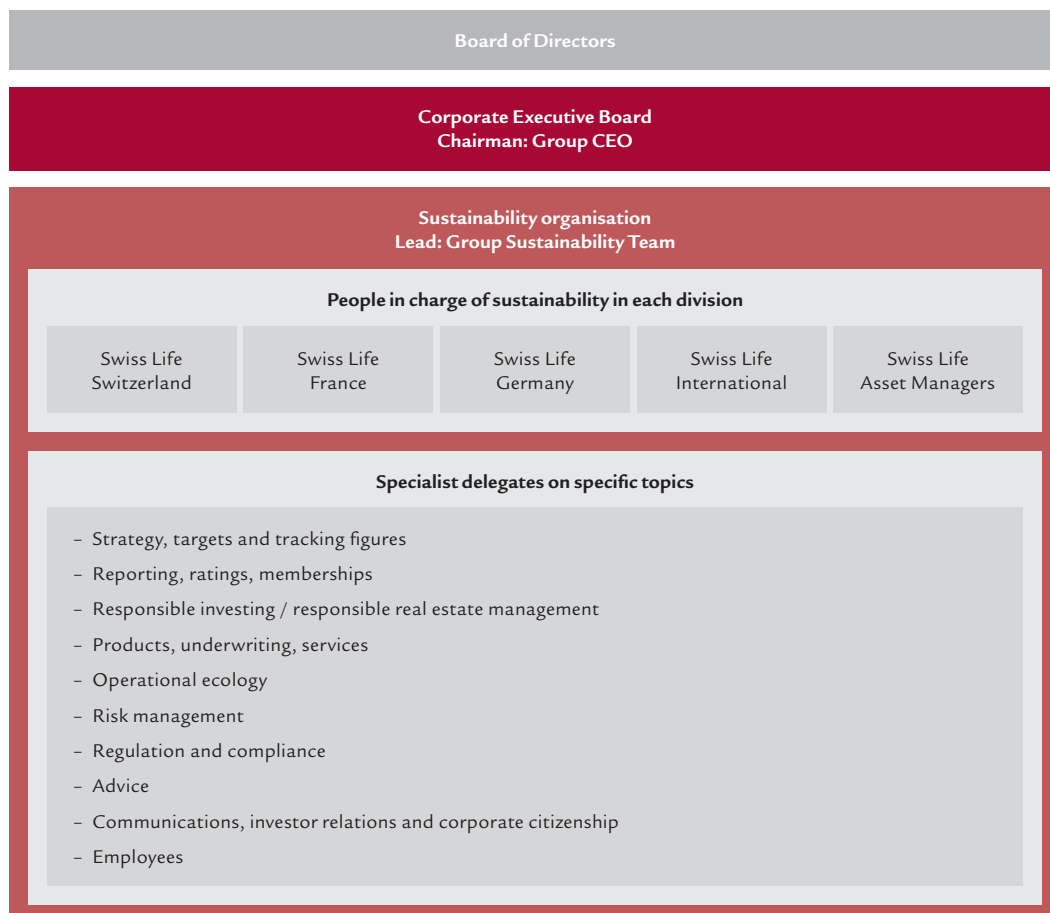 Board of Directors
Corporate Executive Board
Chairman: Group CEO
Sustainability organisation
Lead: Group Sustainability Team
People in charge of sustainability in each division
Swiss Life
Switzerland
Swiss Life
France
Swiss Life
Germany
Swiss Life
International
Swiss Life
Asset Managers
Specialist delegates on specific topics
– Strategy, targets and tracking figures
– Reporting, ratings, memberships
– Responsible investing / responsible real estate management
– Products, underwriting, services
– Operational ecology
– Risk management
– Regulation and compliance
– Advice
– Communications, investor relations and corporate citizenship
– Employees